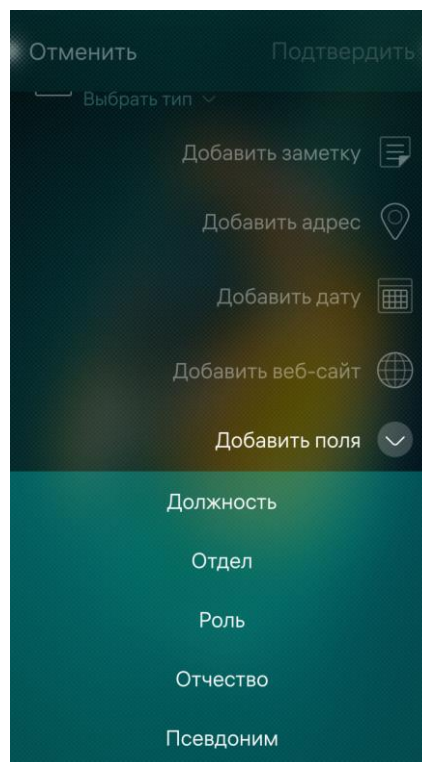 Отменить Подтвердить
Выбрать тип
Добавить заметку
Добавить адрес
Добавить дату
Добавить веб-сайт
Добавить поля
Должность
Отдел
Роль
Отчество
Псевдоним